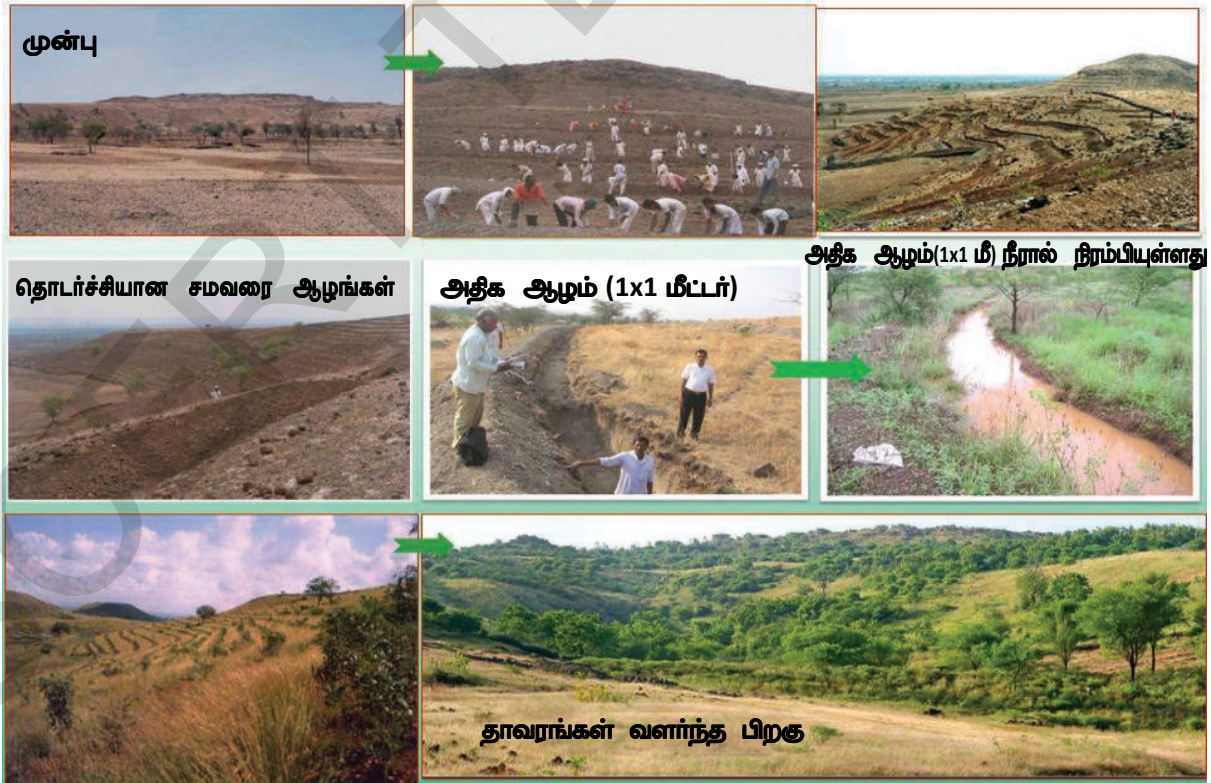 முன்பு
அதிக ஆழம்(1x1 மீ) நீரால் நிரம்பியுள்ளது
தொடர்ச்சியான சமவரை ஆழங்கள்
அதிக ஆழம் (1x1 மீட்டர்)
தாவரங்கள் வளர்ந்த பிறகு